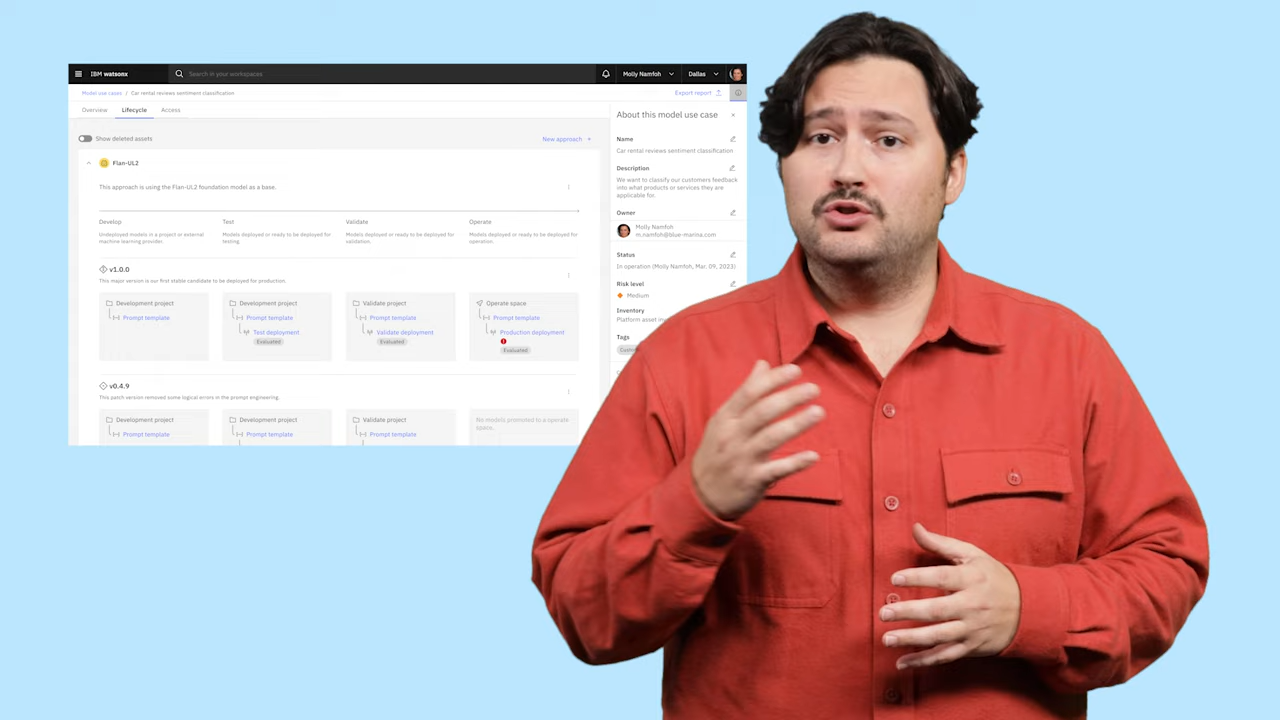 IBM watsonx
Search in your workspaces
Molly Namfoh
Dallas
Model use cases / Car rental reviews sentiment classification
Export report
Overview
Lifecycle
Access
About this model use case
Show deleted assets
New approach +
Name
Car rental reviews sentiment classification
Flan-UL2
Description
We want to classify our customers feedback
into what products or services they are
applicable for.
This approach is using the Flan-UL2 foundation model as a base.
Owner
Molly Namfoh
m.namfoh@blue-marina.com
Develop
Undeployed models in a project or external
machine learning provider.
Test
Models deployed or ready to be deployed for
testing.
Validate
Models deployed or ready to be deployed for
validation.
Operate
Models deployed or ready to be deployed for
operation.
Status
In operation (Molly Namfoh, Mar. 09, 2023)
Risk level
Medium
Inventory
Platform asset
Tags
v1.0.0
This major version is our first stable candidate to be deployed for production.
Development project
Prompt template
Development project
Prompt template
Test deployment
Evaluated
Validate project
Prompt template
Validate deployment
Evaluated
Operate space
Prompt template
Production deployment
Evaluated
v0.4.9
This patch version removed some logical errors in the prompt engineering.
Development project
Prompt template
Development project
Prompt template
Validate project
Prompt template
No models promoted to a operate
space.